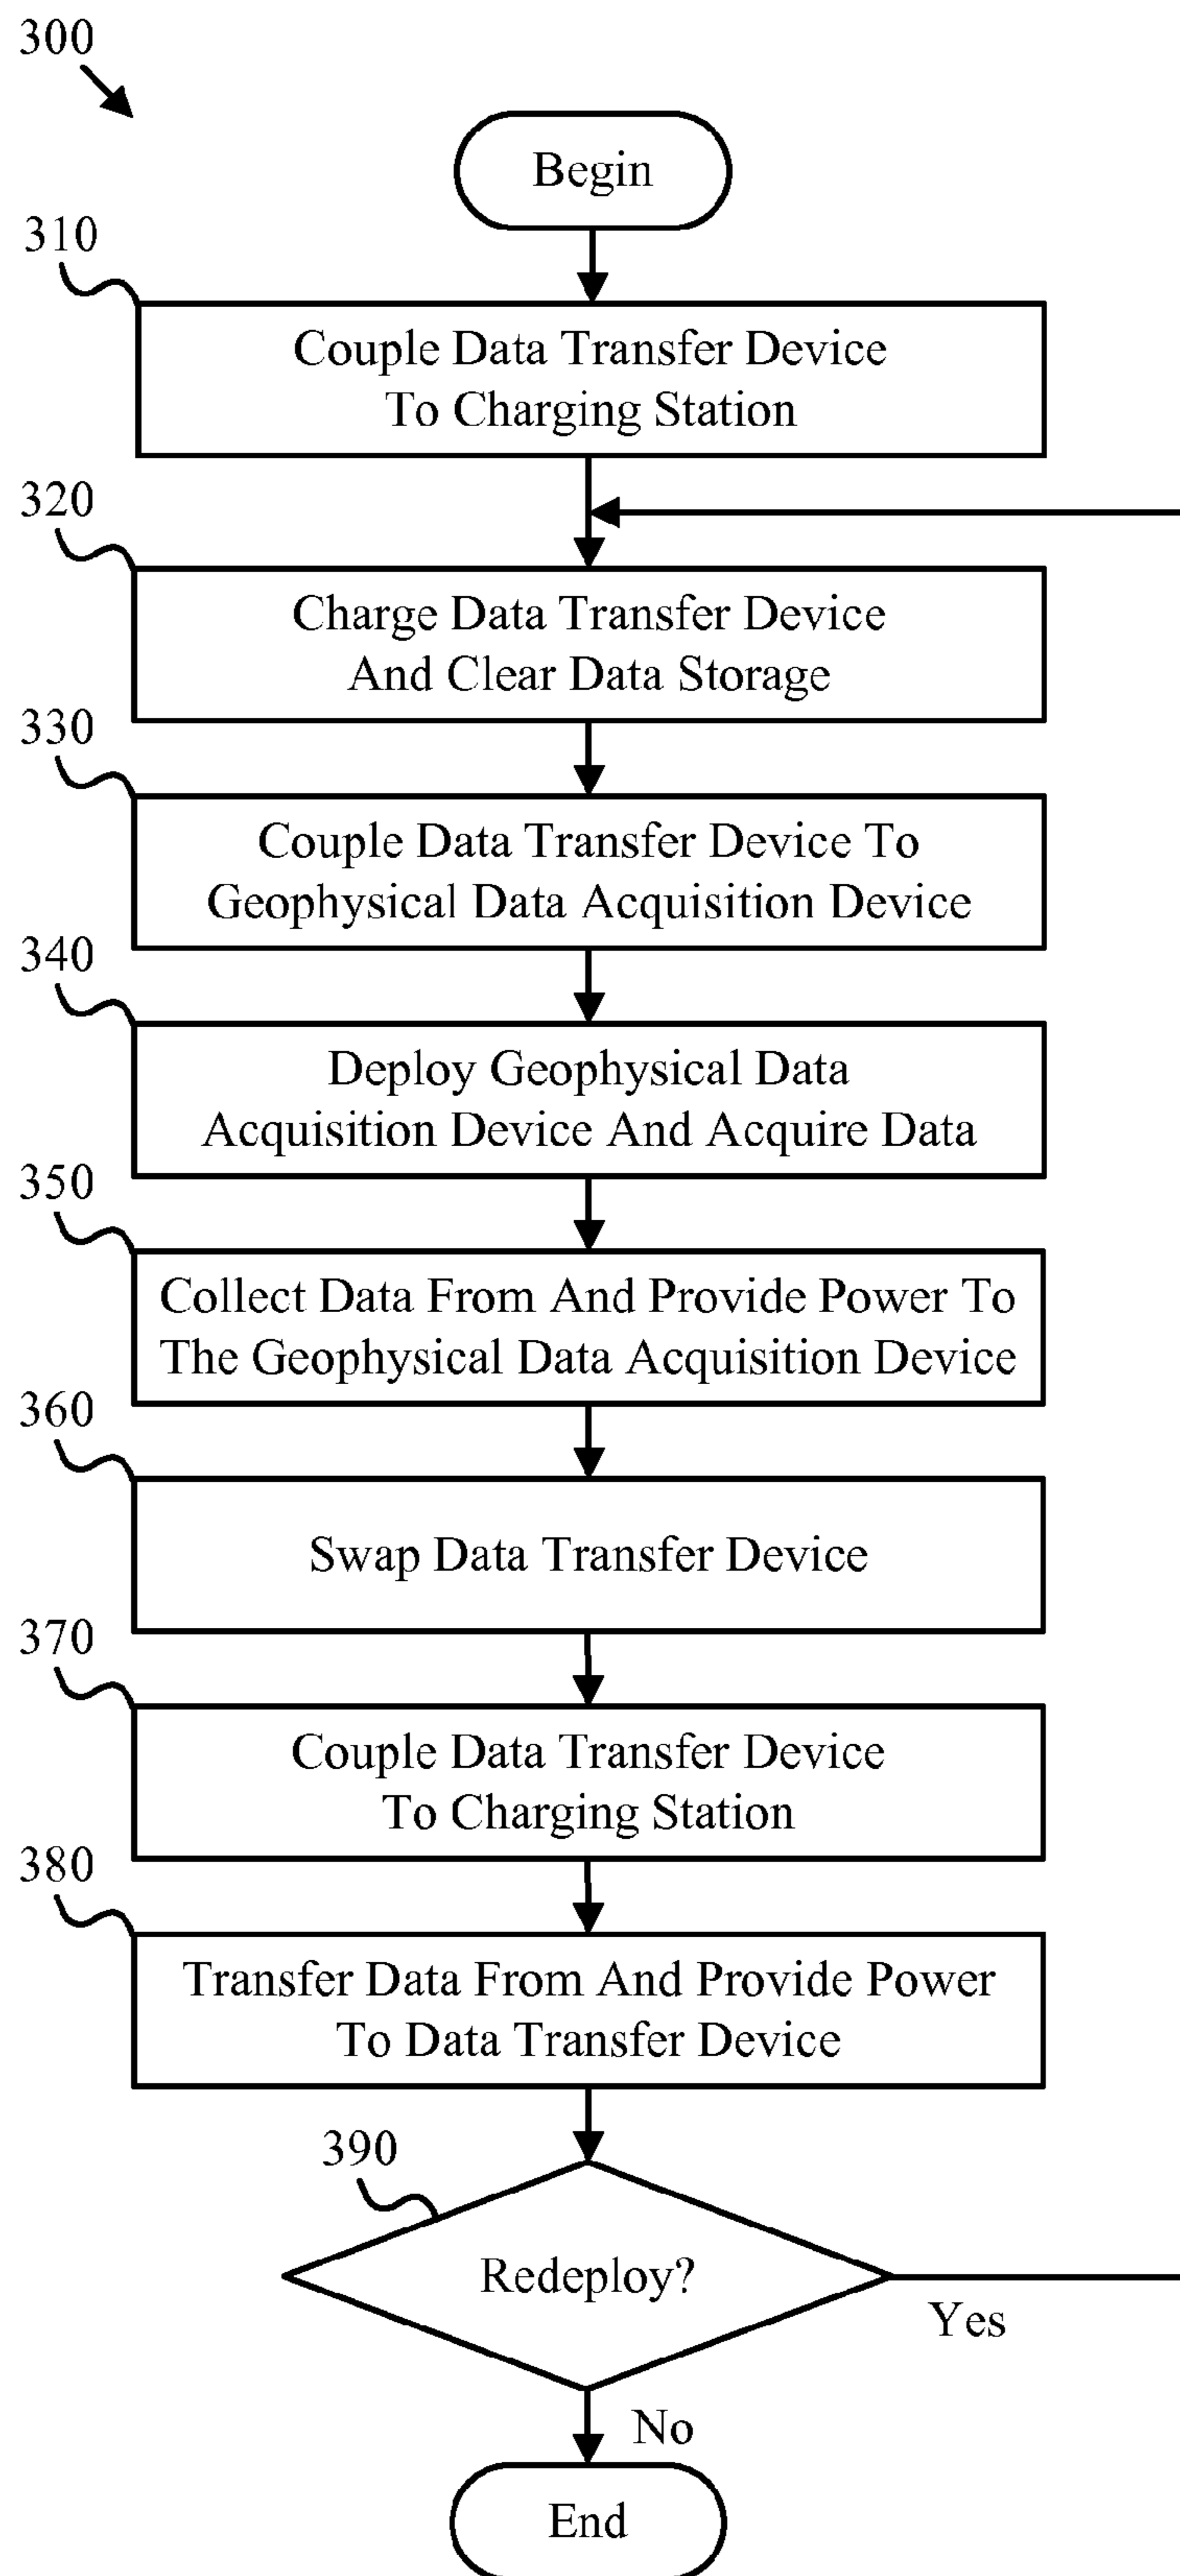 300
Begin
310
Couple Data Transfer Device
To Charging Station
320
Charge Data Transfer Device
And Clear Data Storage
330
Couple Data Transfer Device To
Geophysical Data Acquisition Device
340
Deploy Geophysical Data
Acquisition Device And Acquire Data
350
Collect Data From And Provide Power To
The Geophysical Data Acquisition Device
360
Swap Data Transfer Device
370
Couple Data Transfer Device
To Charging Station
380
Transfer Data From And Provide Power
To Data Transfer Device
390
Redeploy?
Yes
No
End